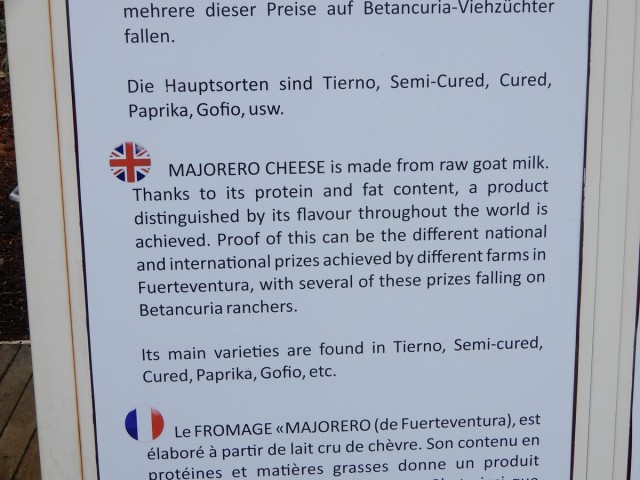 mehrere dieser Preise auf Betancuria-Viehzüchter
fallen.
Die Hauptsorten sind Tierno, Semi-Cured, Cured,
Paprika, Gofio, usw.
MAJORERO CHEESE is made from raw goat milk.
Thanks to its protein and fat content, a product
distinguished by its flavour throughout the world is
achieved. Proof of this can be the different national
and international prizes achieved by different farms in
Fuerteventura, with several of these prizes falling on
Betancuria ranchers.
Its main varieties are found in Tierno, Semi-cured,
Cured, Paprika, Gofio, etc.
Le FROMAGE «MAJORERO (de Fuerteventura), est
élaboré à partir de lait cru de chèvre. Son contenu en
protéines et matières grasses donne un produit